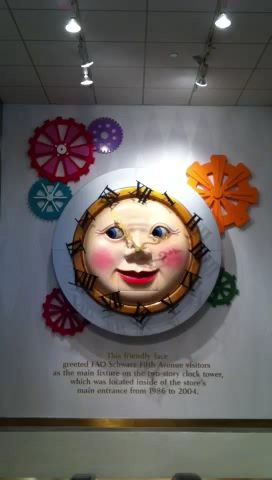 XII
This friendly face
greeted FAO Schwarz Fifth Avenue visitors
as the main fixture on the two-story clock tower,
which was located inside of the store's
main entrance from 1986 to 2004.